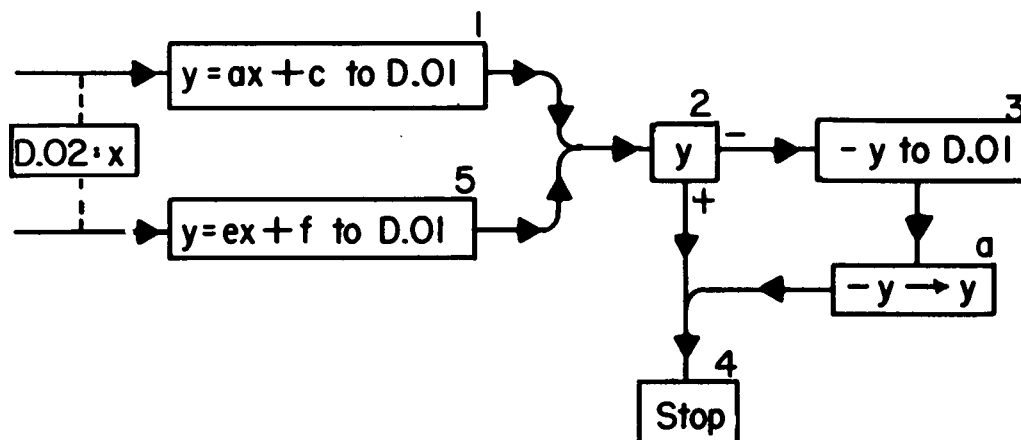 1
y = ax + c to D.01
D.02: x
5
y = ex + f to D.01
2
y
-
+
3
- y to D.01
a
- y → y
4
Stop